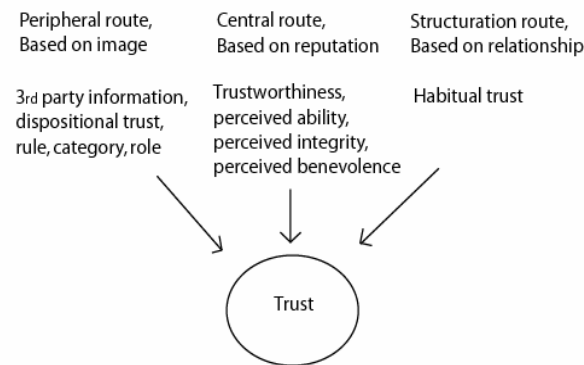 Peripheral route,
Based on image
3rd party information,
dispositional trust,
rule, category, role
Central route,
Based on reputation
Trustworthiness,
perceived ability,
perceived integrity,
perceived benevolence
Structuration route,
Based on relationship
Habitual trust
Trust